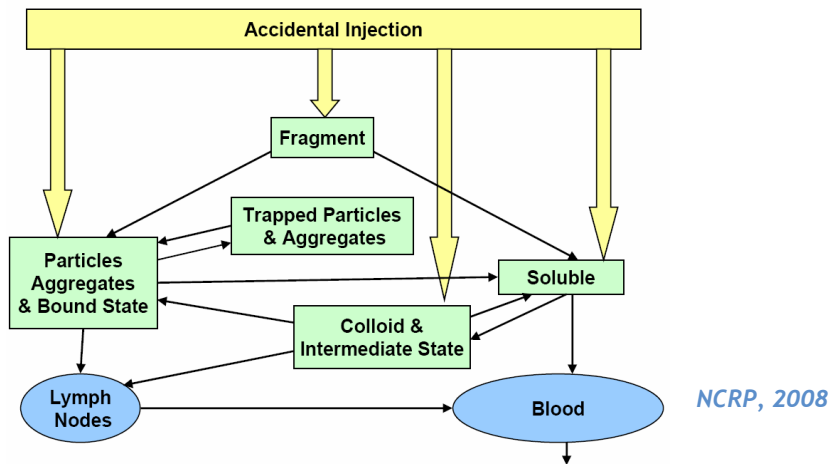 Accidental Injection
Fragment
Trapped Particles
& Aggregates
Particles
Aggregates
& Bound State
Soluble
Colloid &
Intermediate State
Lymph
Nodes
Blood
NCRP, 2008